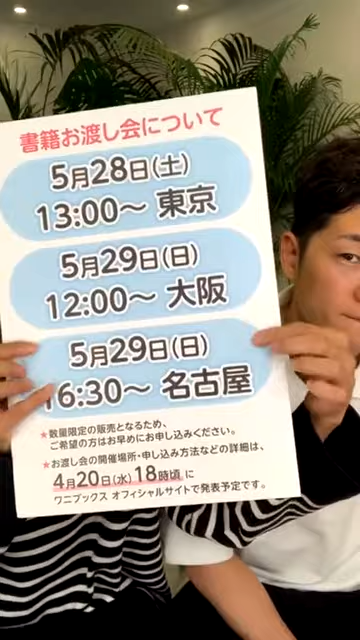 書籍お渡し会について
5月28日(土)
13:00～ 東京
5月29日(日)
12:00～ 大阪
5月29日(日)
16:30～ 名古屋
★数量限定の販売となるため、
ご希望の方はお早めにお申し込みください。
★お渡し会の開催場所・申し込み方法などの詳細は、
4月20日(水)18時頃に
ワニブックス オフィシャルサイトで発表予定です。